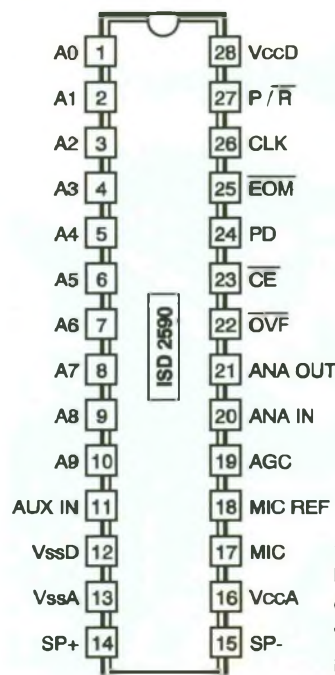 A0 1 28 VccD
A1 2 27 P / R̅
A2 3 26 CLK
A3 4 25 E̅O̅M̅
A4 5 24 PD
A5 6 23 C̅E̅
A6 7 22 O̅V̅F̅
A7 8 21 ANA OUT
A8 9 20 ANA IN
A9 10 19 AGC
AUX IN 11 18 MIC REF
VssD 12 17 MIC
VssA 13 16 VccA
SP+ 14 15 SP-
ISD 2590